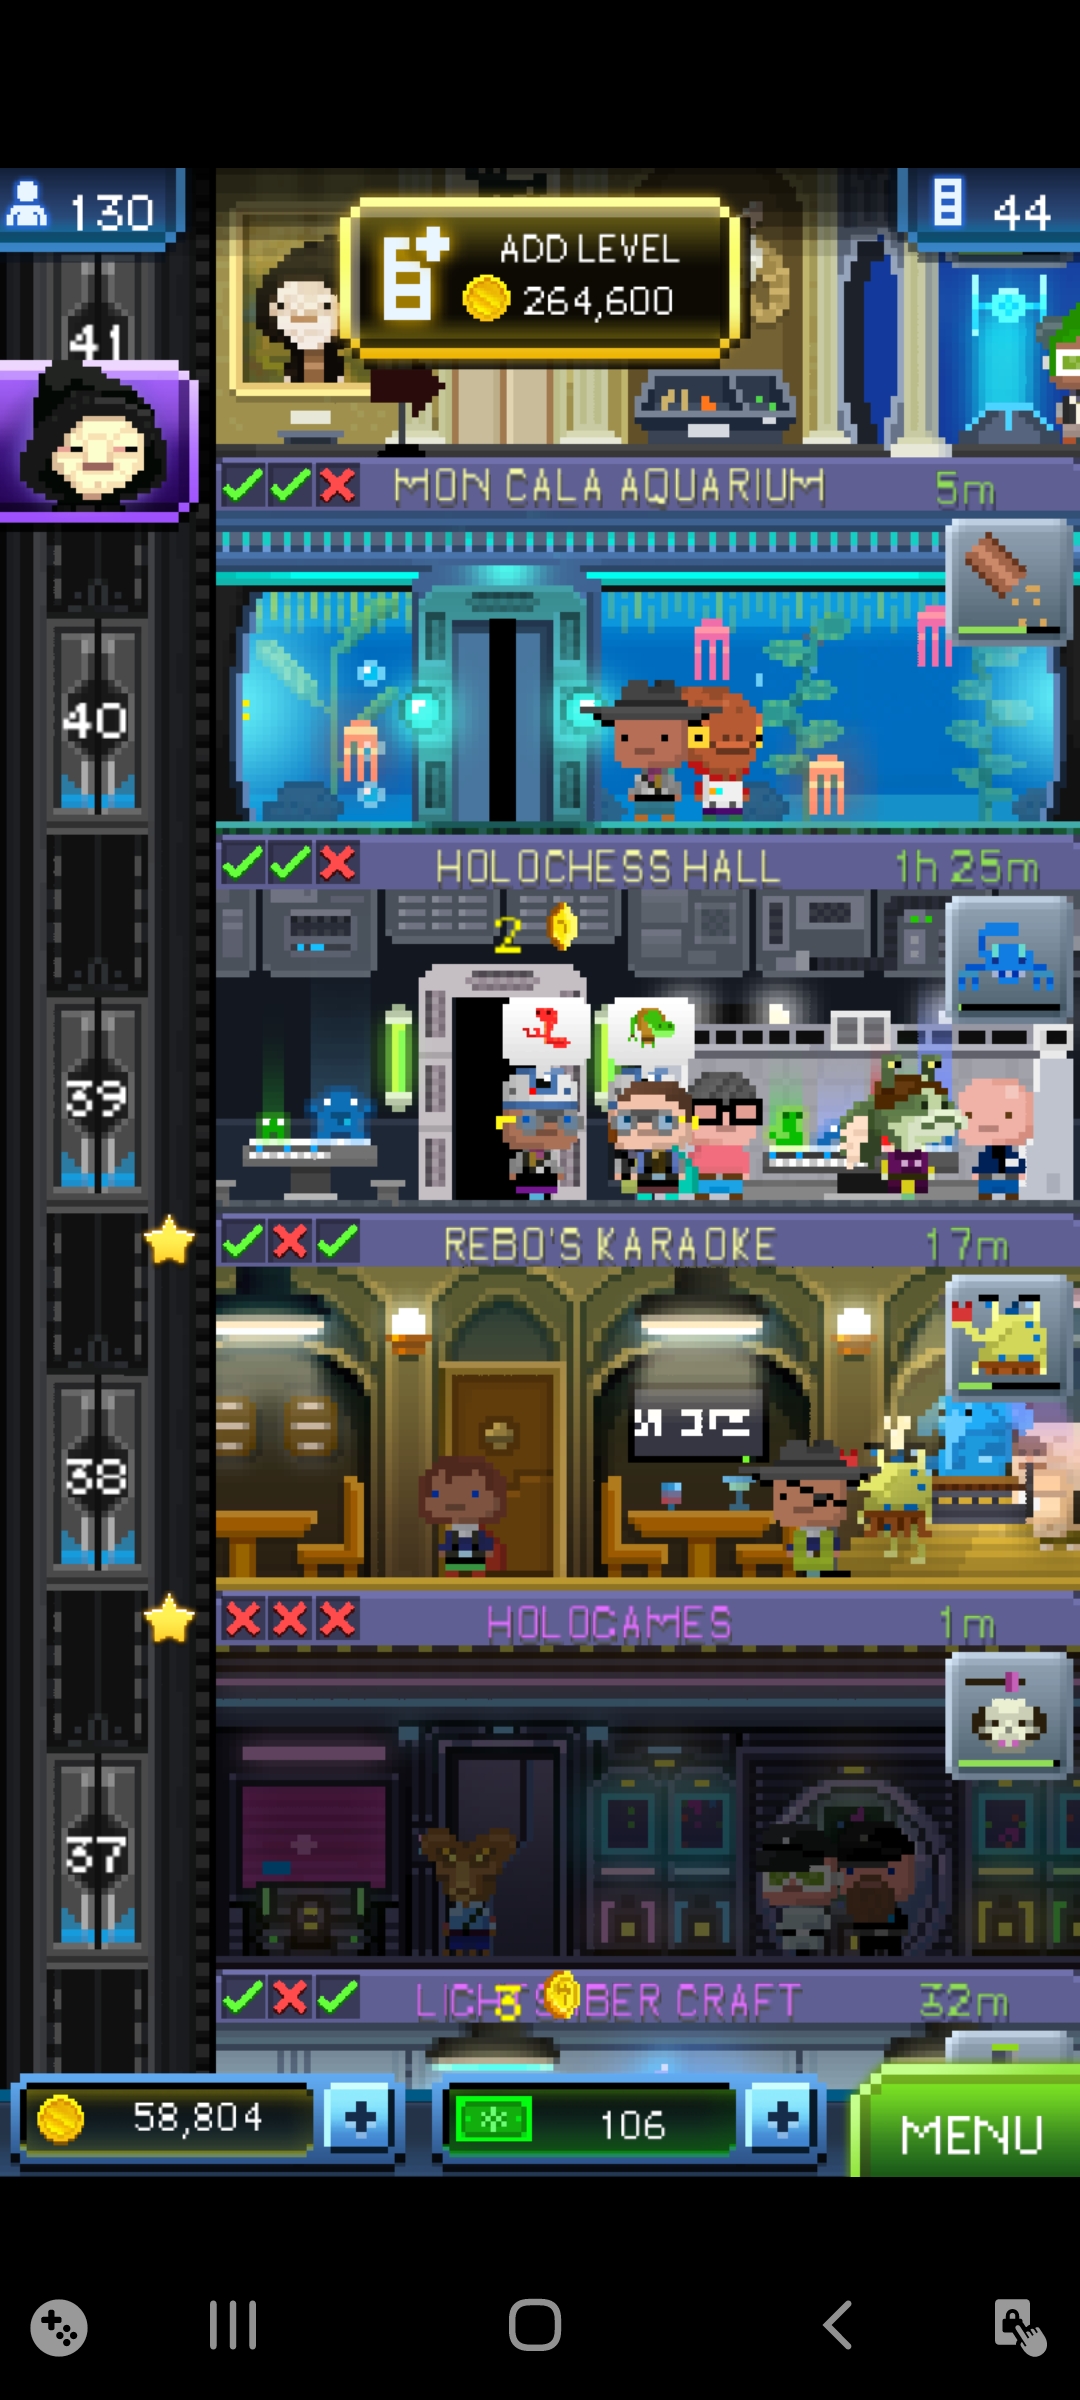 130
44
ADD LEVEL
264,600
41
MON CALA AQUARIUM
5m
40
HOLOCHESS HALL
1h 25m
2
39
REBO'S KARAOKE
17m
38
HOLOGAMES
1m
37
3
CRAFT
32m
58,804
106
MENU